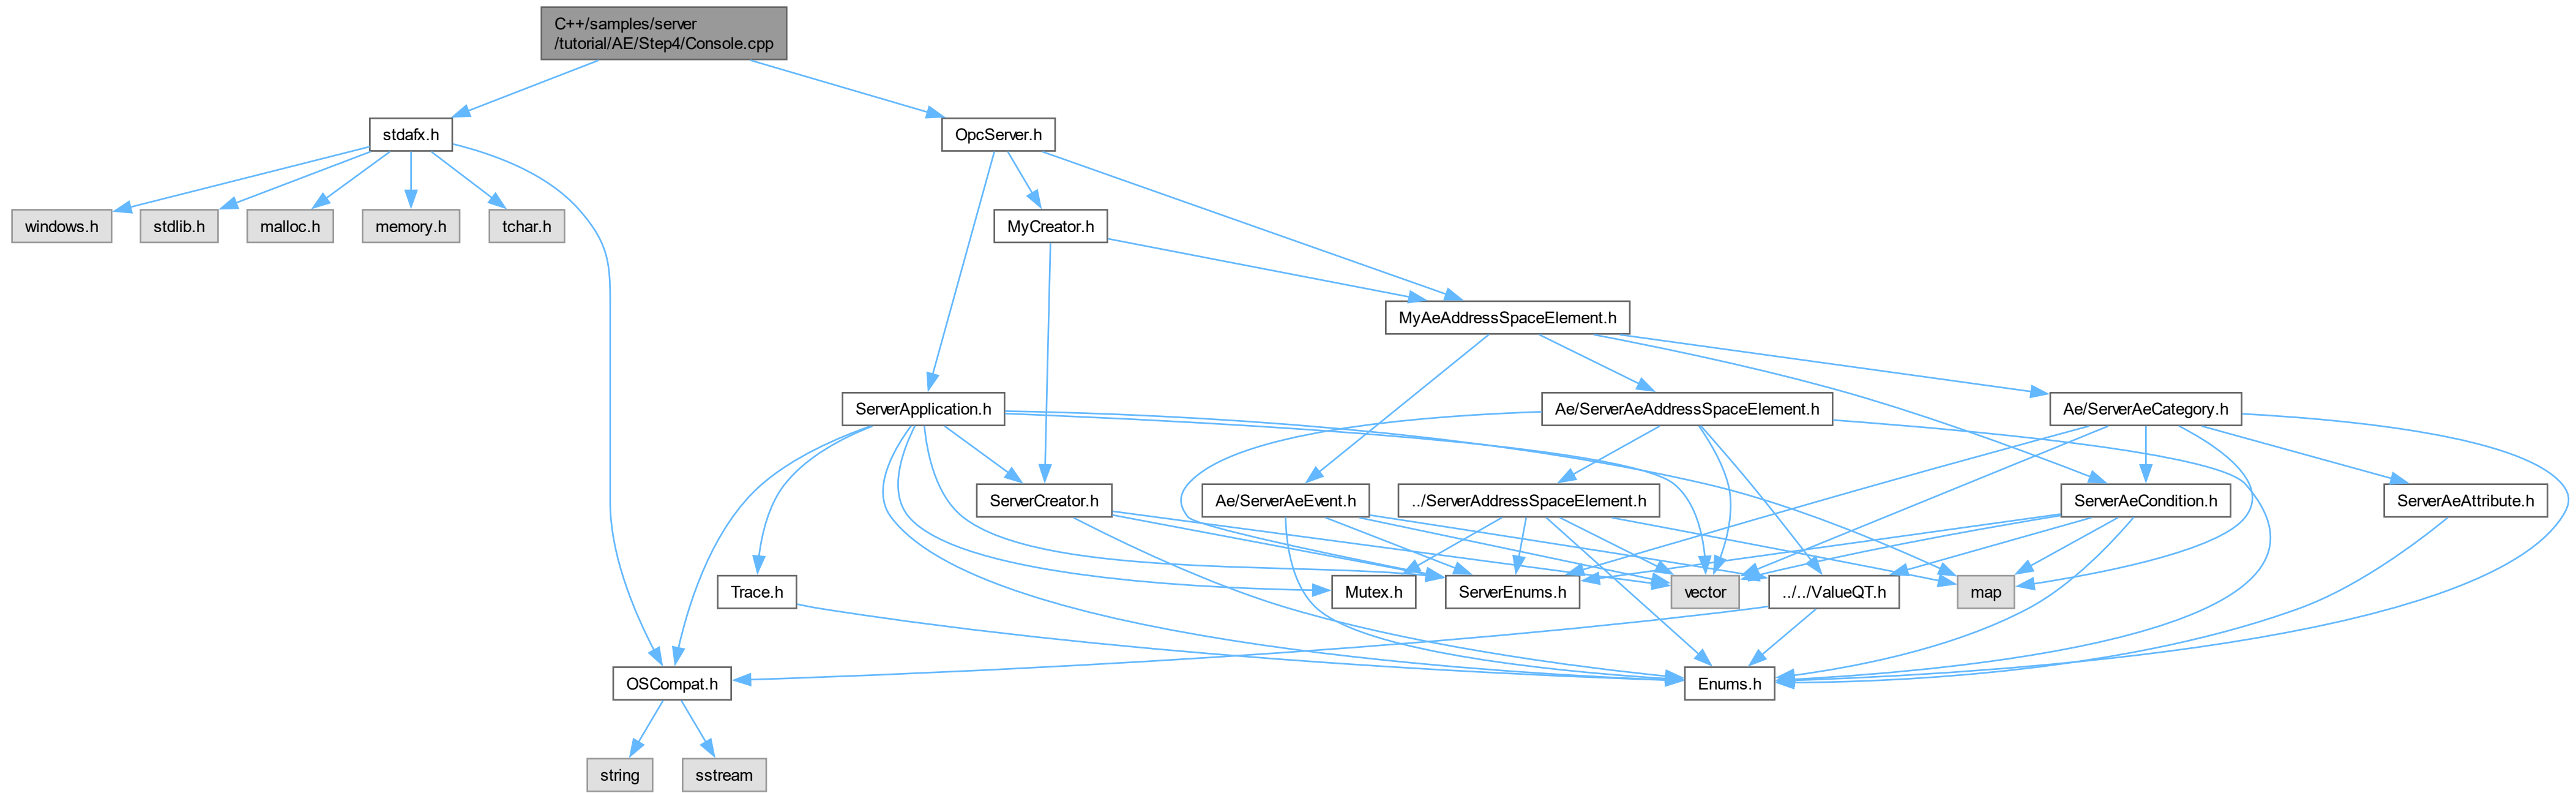 C++/samples/server
/tutorial/AE/Step4/Console.cpp
stdafx.h
OpcServer.h
windows.h
stdlib.h
malloc.h
memory.h
tchar.h
MyCreator.h
MyAeAddressSpaceElement.h
ServerApplication.h
Ae/ServerAeAddressSpaceElement.h
Ae/ServerAeCategory.h
ServerCreator.h
Ae/ServerAeEvent.h
../ServerAddressSpaceElement.h
ServerAeCondition.h
ServerAeAttribute.h
Trace.h
Mutex.h
ServerEnums.h
vector
../../ValueQT.h
map
OSCompat.h
Enums.h
string
sstream